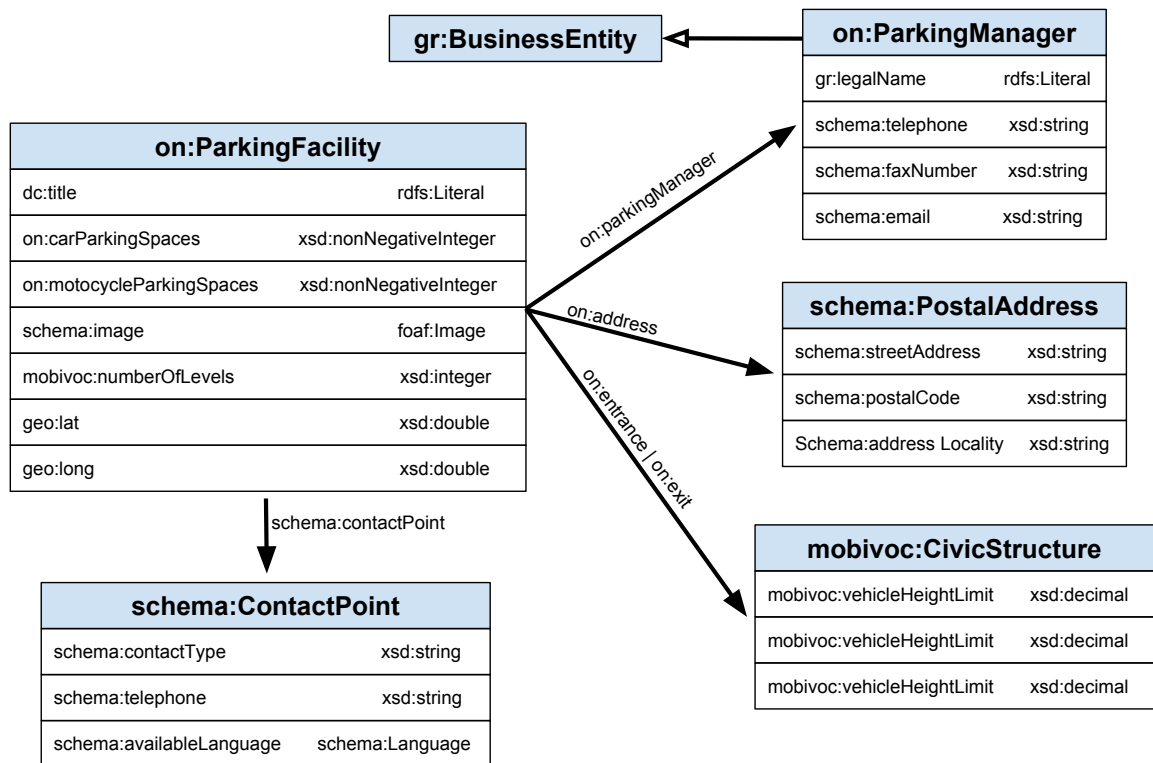 gr:BusinessEntity
on:ParkingManager
gr:legalName rdfs:Literal
schema:telephone xsd:string
schema:faxNumber xsd:string
schema:email xsd:string
on:ParkingFacility
dc:title rdfs:Literal
on:carParkingSpaces xsd:nonNegativeInteger
on:motocycleParkingSpaces xsd:nonNegativeInteger
schema:image foaf:Image
mobivoc:numberOfLevels xsd:integer
geo:lat xsd:double
geo:long xsd:double
on:parkingManager
on:address
on:entrance | on:exit
schema:contactPoint
schema:PostalAddress
schema:streetAddress xsd:string
schema:postalCode xsd:string
Schema:address Locality xsd:string
mobivoc:CivicStructure
mobivoc:vehicleHeightLimit xsd:decimal
mobivoc:vehicleHeightLimit xsd:decimal
mobivoc:vehicleHeightLimit xsd:decimal
schema:ContactPoint
schema:contactType xsd:string
schema:telephone xsd:string
schema:availableLanguage schema:Language